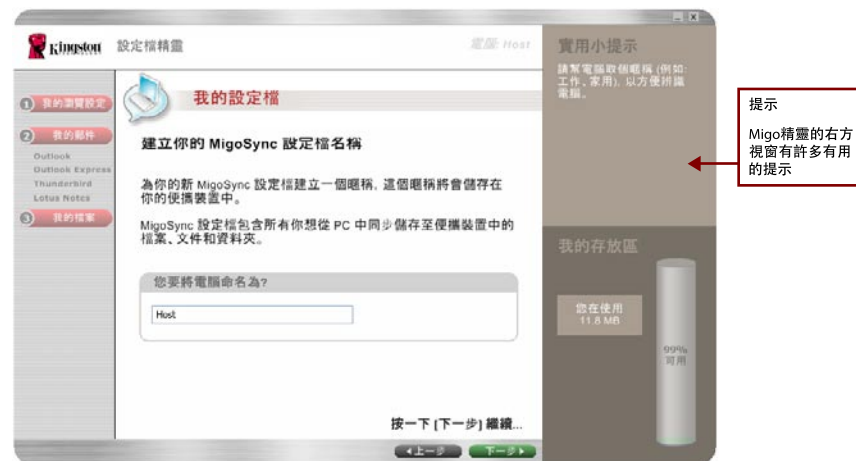 Kingston
設定檔精靈
電腦: Host
1 我的瀏覽設定
2 我的郵件
Outlook
Outlook Express
Thunderbird
Lotus Notes
3 我的檔案
我的設定檔
建立你的 MigoSync 設定檔名稱
為你的新 MigoSync 設定檔建立一個暱稱, 這個暱稱將會儲存在
你的便攜裝置中。
MigoSync 設定檔包含所有你想從 PC 中同步儲存至便攜裝置中的
檔案、文件和資料夾。
您要將電腦命名為?
Host
按一下 [下一步] 繼續...
上一步
下一步
實用小提示
請幫電腦取個暱稱 (例如:
工作、家用), 以方便辨識
電腦。
我的存放區
您在使用
11.8 MB
99%
可用
提示
Migo精靈的右方
視窗有許多有用
的提示